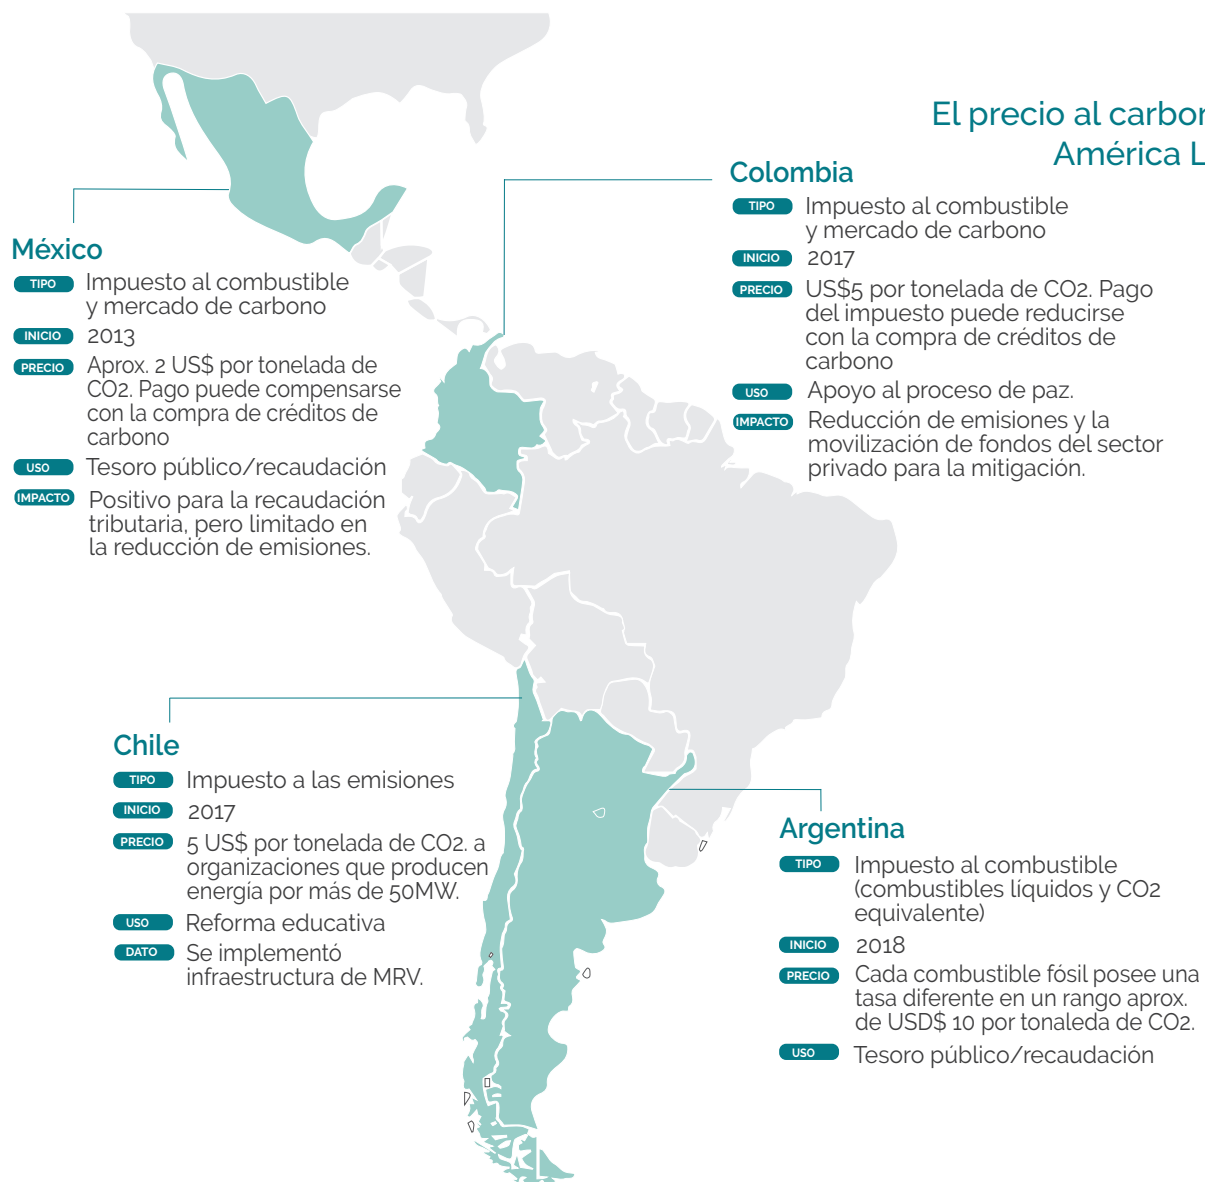 El precio al carbon
América L
México
TIPO Impuesto al combustible
y mercado de carbono
INICIO 2013
PRECIO Aprox. 2 US$ por tonelada de
CO2. Pago puede compensarse
con la compra de créditos de
carbono
USO Tesoro público/recaudación
IMPACTO Positivo para la recaudación
tributaria, pero limitado en
la reducción de emisiones.
Colombia
TIPO Impuesto al combustible
y mercado de carbono
INICIO 2017
PRECIO US$5 por tonelada de CO2. Pago
del impuesto puede reducirse
con la compra de créditos de
carbono
USO Apoyo al proceso de paz.
IMPACTO Reducción de emisiones y la
movilización de fondos del sector
privado para la mitigación.
Chile
TIPO Impuesto a las emisiones
INICIO 2017
PRECIO 5 US$ por tonelada de CO2. a
organizaciones que producen
energía por más de 50MW.
USO Reforma educativa
DATO Se implementó
infraestructura de MRV.
Argentina
TIPO Impuesto al combustible
(combustibles líquidos y CO2
equivalente)
INICIO 2018
PRECIO Cada combustible fósil posee una
tasa diferente en un rango aprox.
de USD$ 10 por tonaleda de CO2.
USO Tesoro público/recaudación